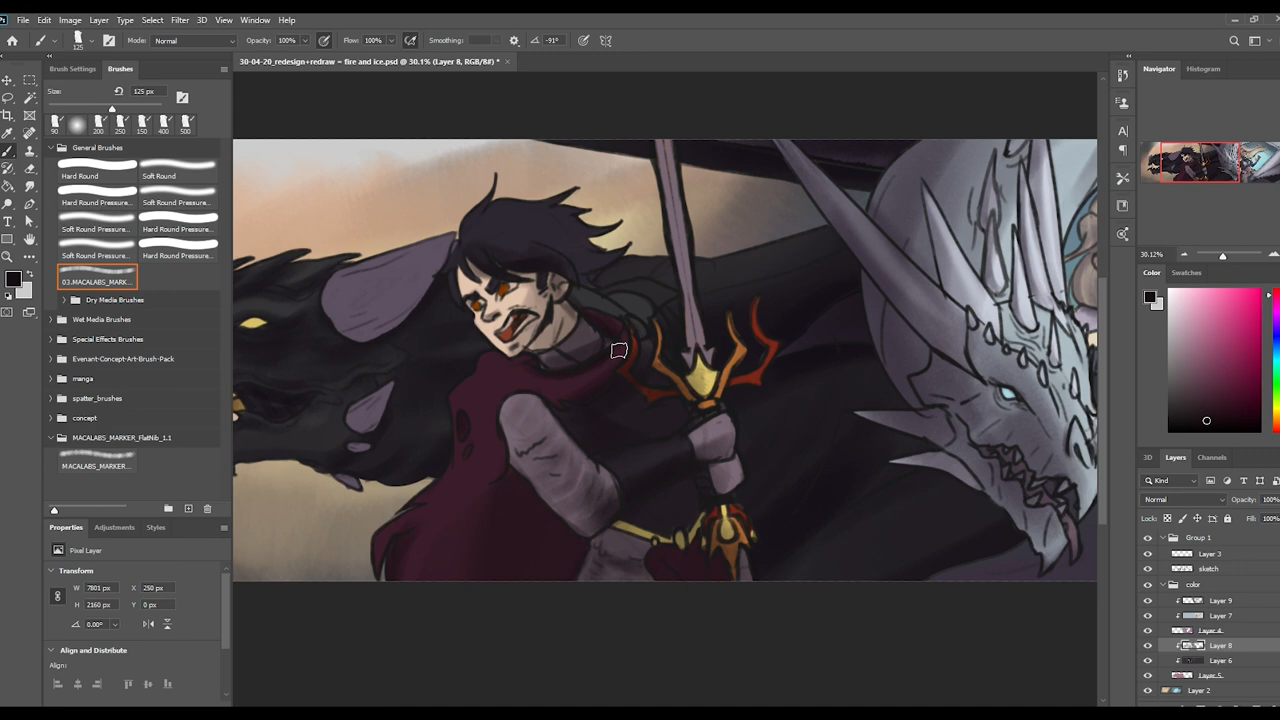 File Edit Image Layer Type Select Filter 3D View Window Help
125 Mode: Normal Opacity: 100% Flow: 100% Smoothing: -91°
Brush Settings Brushes
30-04-20_redesign+redraw ~ fire and ice.psd @ 30.1% (Layer 8, RGB/8#) *
Navigator Histogram
Size: 125 px
90 200 250 150 400 500
General Brushes
Hard Round Soft Round
Hard Round Pressure... Soft Round Pressure...
Soft Round Pressure... Hard Round Pressure...
Soft Round Pressure... Hard Round Pressure...
03.MACALABS_MARK...
Dry Media Brushes
Wet Media Brushes
Special Effects Brushes
Evenant-Concept-Art-Brush-Pack
manga
spatter_brushes
concept
MACALABS_MARKER_FlatNib_1.1
MACALABS_MARKER...
30.12%
Color Swatches
Properties Adjustments Styles
Pixel Layer
Transform
W 7801 px X 250 px
H 2160 px Y 0 px
0.00°
Align and Distribute
Align:
3D Layers Channels
Kind
Normal Opacity: 100%
Lock: Fill: 100%
Group 1
Layer 3
sketch
color
Layer 9
Layer 7
Layer 4
Layer 8
Layer 6
Layer 5
Layer 2